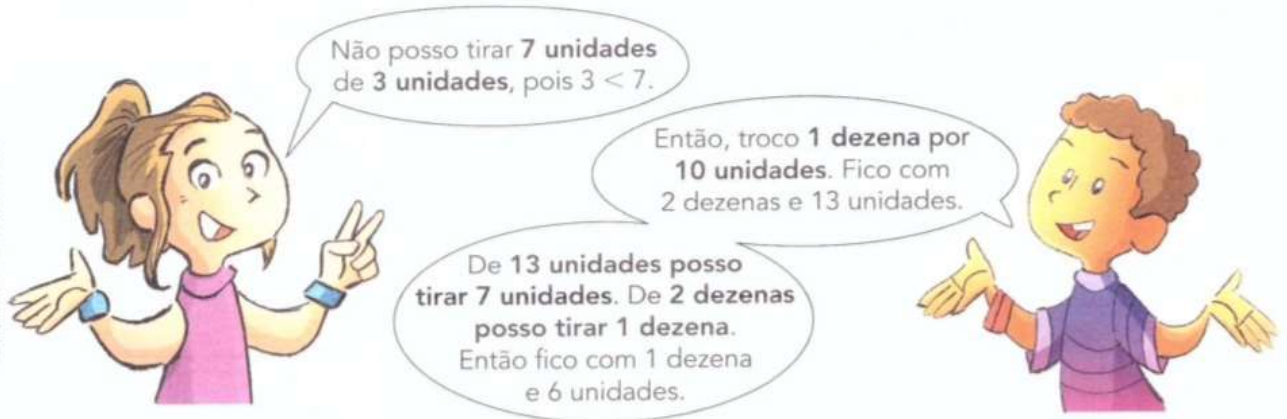 Não posso tirar 7 unidades
de 3 unidades, pois 3 < 7.
Então, troco 1 dezena por
10 unidades. Fico com
2 dezenas e 13 unidades.
De 13 unidades posso
tirar 7 unidades. De 2 dezenas
posso tirar 1 dezena.
Então fico com 1 dezena
e 6 unidades.